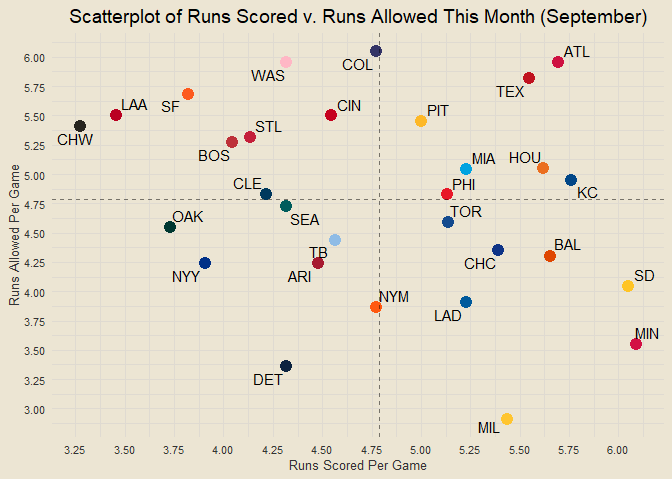 Scatterplot of Runs Scored v. Runs Allowed This Month (September)
6.00
COL
ATL
WAS
5.75
TEX
SF
LAA
5.50
CIN
PIT
CHW
STL
5.25
BOS
MIA
HOU
5.00
CLE
PHI
KC
4.75
OAK
SEA
TOR
4.50
TB
BAL
CHC
4.25
NYY
ARI
SD
4.00
NYM
LAD
3.75
MIN
3.50
DET
3.25
3.00
MIL
Runs Allowed Per Game
3.25 3.50 3.75 4.00 4.25 4.50 4.75 5.00 5.25 5.50 5.75 6.00
Runs Scored Per Game